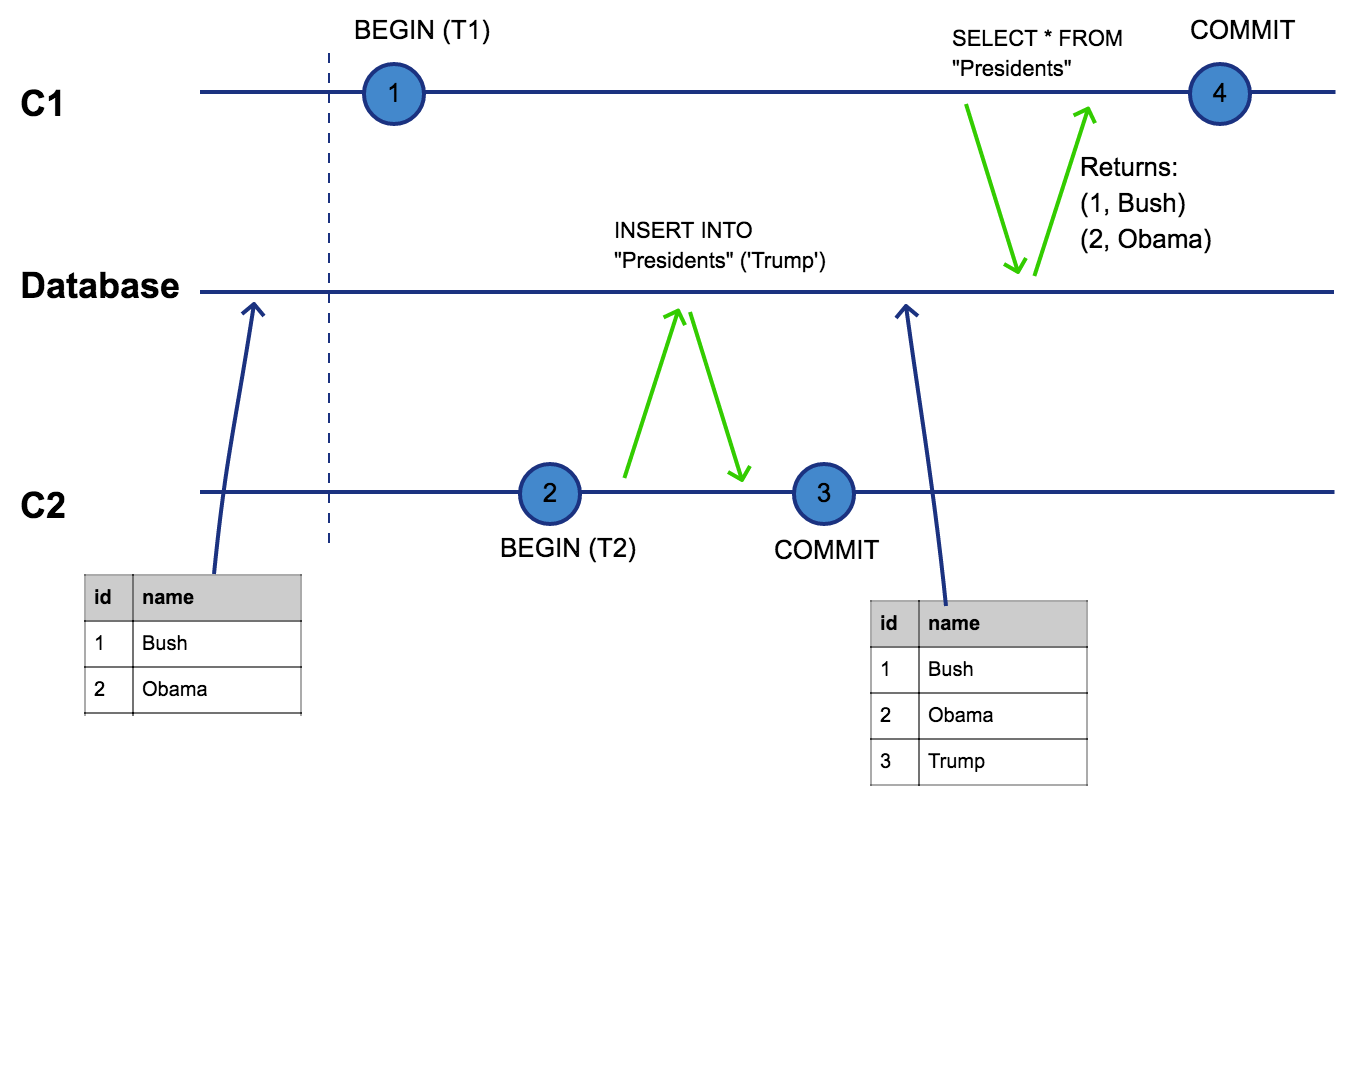 BEGIN (T1)
SELECT * FROM
"Presidents"
COMMIT
C1
1
4
Returns:
(1, Bush)
(2, Obama)
INSERT INTO
"Presidents" ('Trump')
Database
C2
2
3
BEGIN (T2)
COMMIT
id name
1 Bush
2 Obama
id name
1 Bush
2 Obama
3 Trump